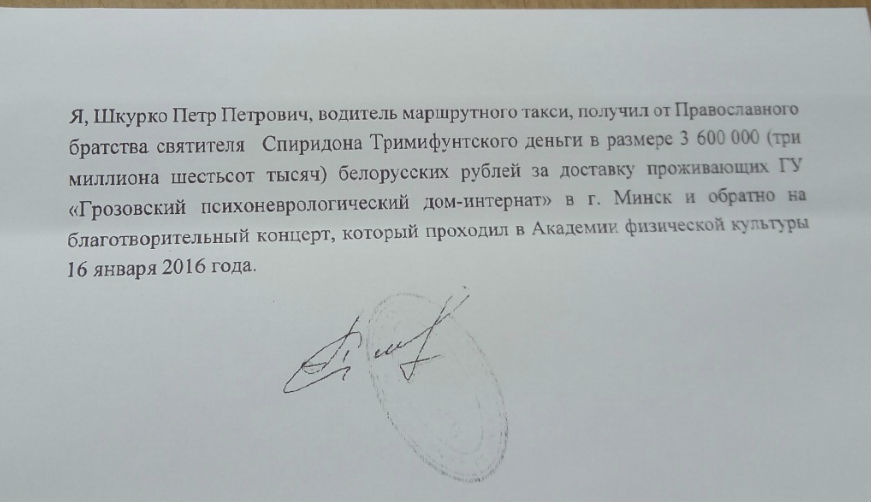 Я, Шкурко Петр Петрович, водитель маршрутного такси, получил от Православного
братства святителя  Спиридона Тримифунтского деньги в размере 3 600 000 (три
миллиона шестьсот тысяч) белорусских рублей за доставку проживающих ГУ
«Грозовский психоневрологический дом-интернат» в г. Минск и обратно на
благотворительный концерт, который проходил в Академии физической культуры
16 января 2016 года.